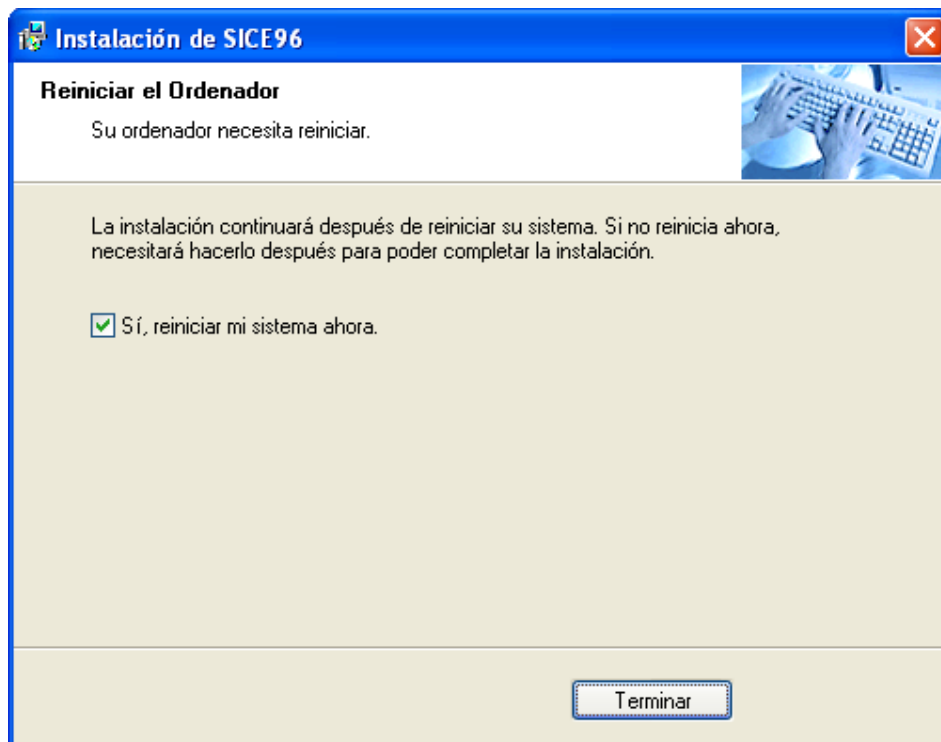 Instalación de SICE96
Reiniciar el Ordenador
Su ordenador necesita reiniciar.
La instalación continuará después de reiniciar su sistema. Si no reinicia ahora,
necesitará hacerlo después para poder completar la instalación.
Sí, reiniciar mi sistema ahora.
Terminar